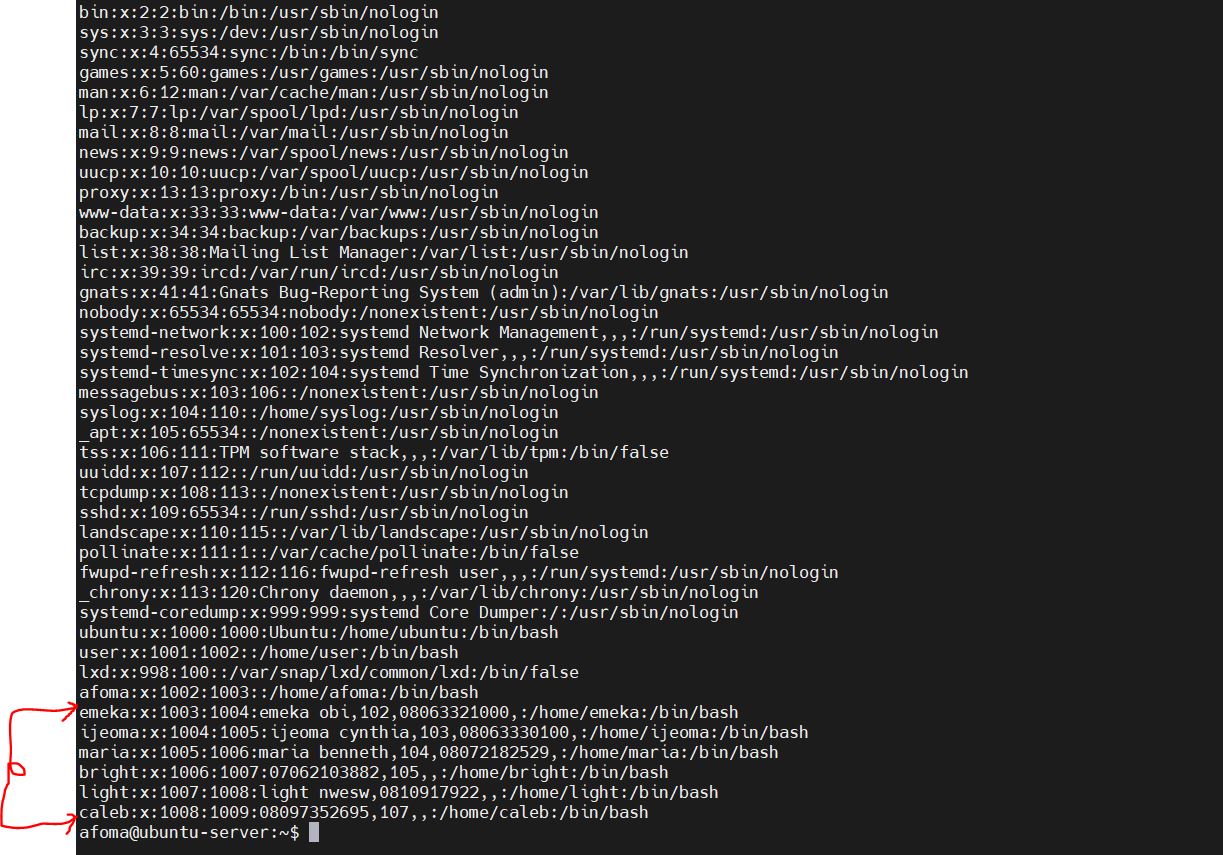 bin:x:2:2:bin:/bin:/usr/sbin/nologin
sys:x:3:3:sys:/dev:/usr/sbin/nologin
sync:x:4:65534:sync:/bin:/bin/sync
games:x:5:60:games:/usr/games:/usr/sbin/nologin
man:x:6:12:man:/var/cache/man:/usr/sbin/nologin
lp:x:7:7:lp:/var/spool/lpd:/usr/sbin/nologin
mail:x:8:8:mail:/var/mail:/usr/sbin/nologin
news:x:9:9:news:/var/spool/news:/usr/sbin/nologin
uucp:x:10:10:uucp:/var/spool/uucp:/usr/sbin/nologin
proxy:x:13:13:proxy:/bin:/usr/sbin/nologin
www-data:x:33:33:www-data:/var/www:/usr/sbin/nologin
backup:x:34:34:backup:/var/backups:/usr/sbin/nologin
list:x:38:38:Mailing List Manager:/var/list:/usr/sbin/nologin
irc:x:39:39:ircd:/var/run/ircd:/usr/sbin/nologin
gnats:x:41:41:Gnats Bug-Reporting System (admin):/var/lib/gnats:/usr/sbin/nologin
nobody:x:65534:65534:nobody:/nonexistent:/usr/sbin/nologin
systemd-network:x:100:102:systemd Network Management,,,:/run/systemd:/usr/sbin/nologin
systemd-resolve:x:101:103:systemd Resolver,,,:/run/systemd:/usr/sbin/nologin
systemd-timesync:x:102:104:systemd Time Synchronization,,,:/run/systemd:/usr/sbin/nologin
messagebus:x:103:106::/nonexistent:/usr/sbin/nologin
syslog:x:104:110::/home/syslog:/usr/sbin/nologin
_apt:x:105:65534::/nonexistent:/usr/sbin/nologin
tss:x:106:111:TPM software stack,,,:/var/lib/tpm:/bin/false
uuidd:x:107:112::/run/uuidd:/usr/sbin/nologin
tcpdump:x:108:113::/nonexistent:/usr/sbin/nologin
sshd:x:109:65534::/run/sshd:/usr/sbin/nologin
landscape:x:110:115::/var/lib/landscape:/usr/sbin/nologin
pollinate:x:111:1::/var/cache/pollinate:/bin/false
fwupd-refresh:x:112:116:fwupd-refresh user,,,:/run/systemd:/usr/sbin/nologin
_chrony:x:113:120:Chrony daemon,,,:/var/lib/chrony:/usr/sbin/nologin
systemd-coredump:x:999:999:systemd Core Dumper:/:/usr/sbin/nologin
ubuntu:x:1000:1000:Ubuntu:/home/ubuntu:/bin/bash
user:x:1001:1002::/home/user:/bin/bash
lxd:x:998:100::/var/snap/lxd/common/lxd:/bin/false
afoma:x:1002:1003::/home/afoma:/bin/bash
emeka:x:1003:1004:emeka obi,102,08063321000,:/home/emeka:/bin/bash
ijeoma:x:1004:1005:ijeoma cynthia,103,08063330100,:/home/ijeoma:/bin/bash
maria:x:1005:1006:maria benneth,104,08072182529,:/home/maria:/bin/bash
bright:x:1006:1007:07062103882,105,,:/home/bright:/bin/bash
light:x:1007:1008:light nwesw,0810917922,,:/home/light:/bin/bash
caleb:x:1008:1009:08097352695,107,,:/home/caleb:/bin/bash
afoma@ubuntu-server:~$